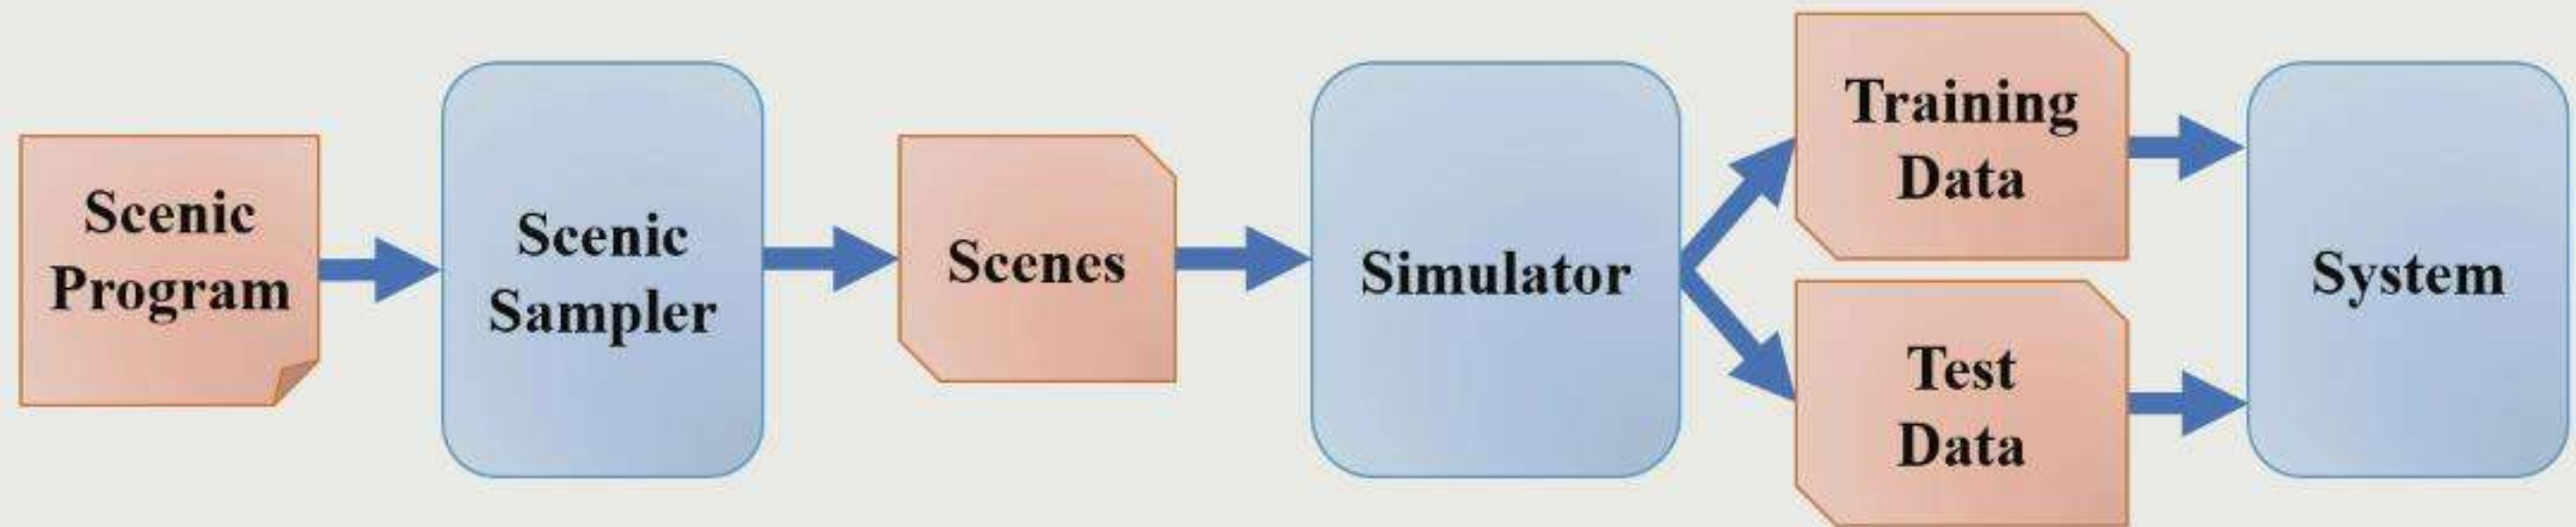 Scenic
Program
Scenic
Sampler
Scenes
Simulator
Training
Data
Test
Data
System